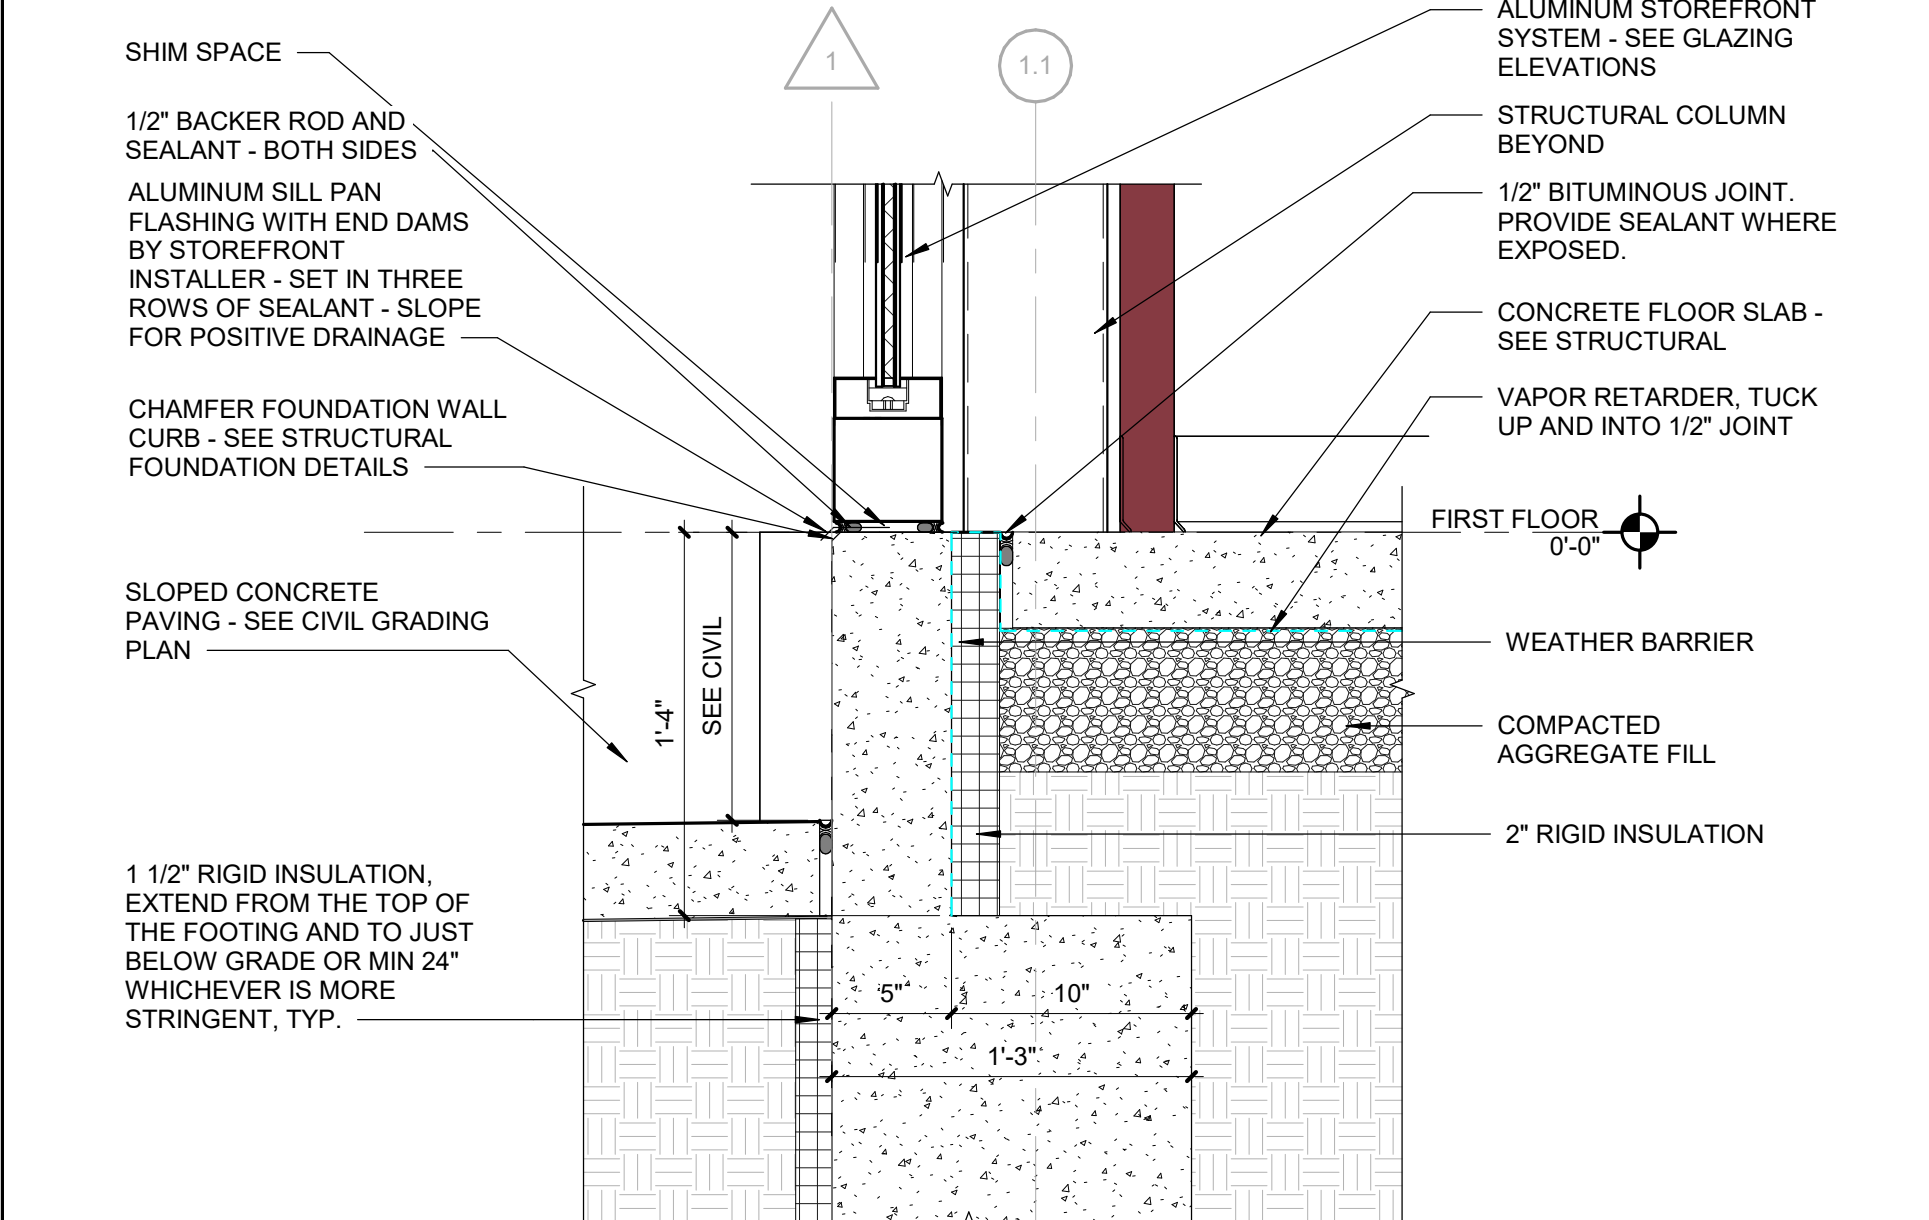 SHIM SPACE
1/2" BACKER ROD AND
SEALANT - BOTH SIDES
ALUMINUM SILL PAN
FLASHING WITH END DAMS
BY STOREFRONT
INSTALLER - SET IN THREE
ROWS OF SEALANT - SLOPE
FOR POSITIVE DRAINAGE
CHAMFER FOUNDATION WALL
CURB - SEE STRUCTURAL
FOUNDATION DETAILS
SLOPED CONCRETE
PAVING - SEE CIVIL GRADING
PLAN
1 1/2" RIGID INSULATION,
EXTEND FROM THE TOP OF
THE FOOTING AND TO JUST
BELOW GRADE OR MIN 24"
WHICHEVER IS MORE
STRINGENT, TYP.
1
1.1
1'-4"
SEE CIVIL
5"
10"
1'-3"
ALUMINUM STOREFRONT
SYSTEM - SEE GLAZING
ELEVATIONS
STRUCTURAL COLUMN
BEYOND
1/2" BITUMINOUS JOINT.
PROVIDE SEALANT WHERE
EXPOSED.
CONCRETE FLOOR SLAB -
SEE STRUCTURAL
VAPOR RETARDER, TUCK
UP AND INTO 1/2" JOINT
FIRST FLOOR
0'-0"
WEATHER BARRIER
COMPACTED
AGGREGATE FILL
2" RIGID INSULATION